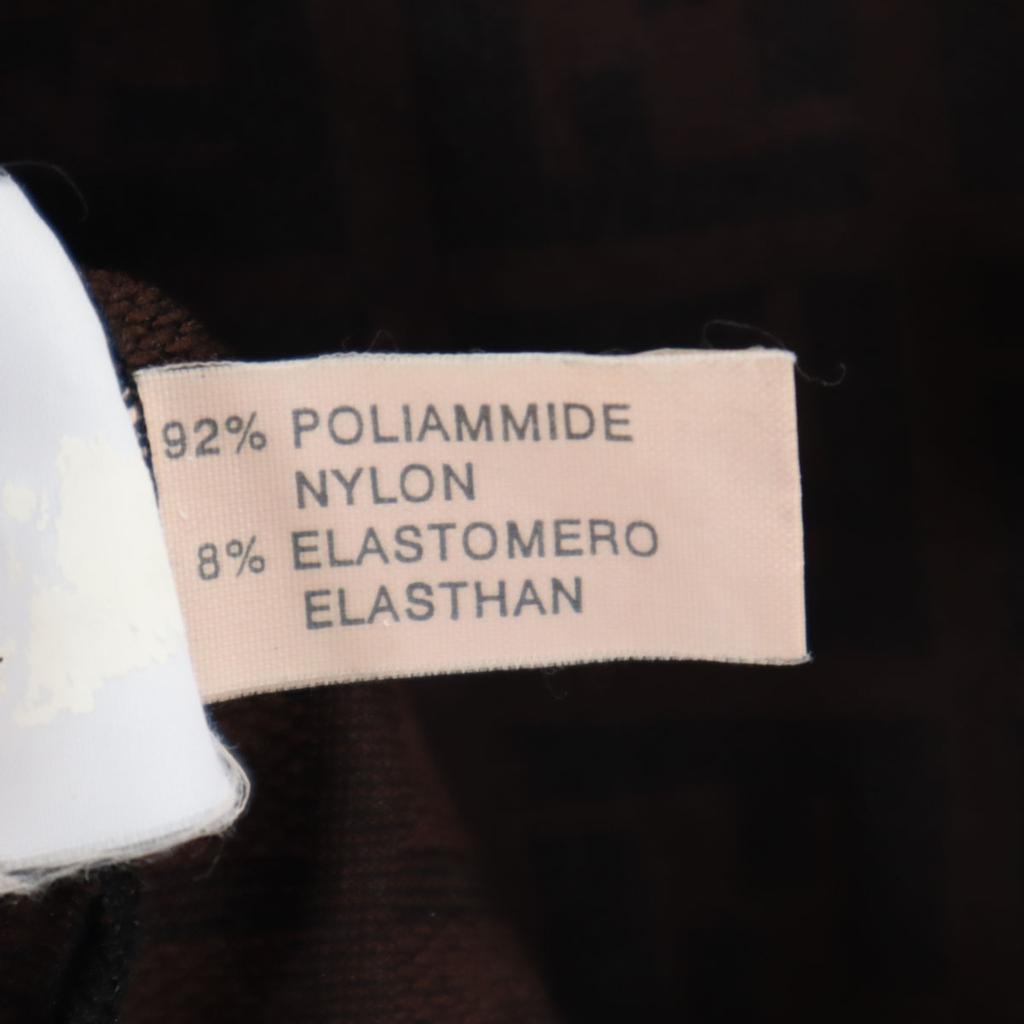 92% POLIAMMIDE
NYLON
8% ELASTOMERO
ELASTHAN